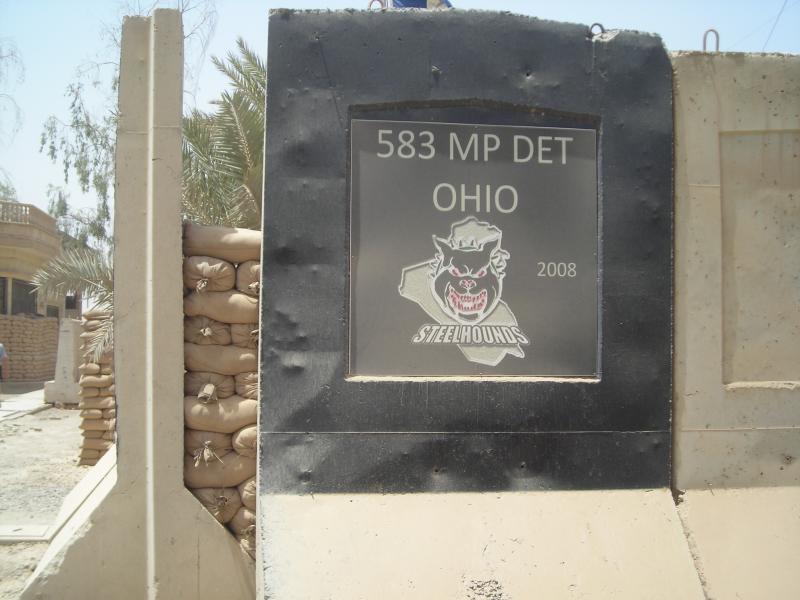 583 MP DET
OHIO
2008
STEELHOUNDS